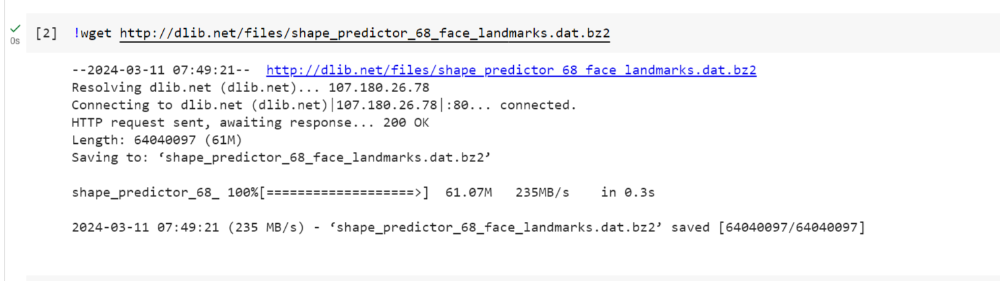 [2] !wget http://dlib.net/files/shape_predictor_68_face_landmarks.dat.bz2
0s
--2024-03-11 07:49:21-- http://dlib.net/files/shape_predictor_68_face_landmarks.dat.bz2
Resolving dlib.net (dlib.net)... 107.180.26.78
Connecting to dlib.net (dlib.net)|107.180.26.78|:80... connected.
HTTP request sent, awaiting response... 200 OK
Length: 64040097 (61M)
Saving to: ‘shape_predictor_68_face_landmarks.dat.bz2’
shape_predictor_68_ 100%[===================>] 61.07M 235MB/s in 0.3s
2024-03-11 07:49:21 (235 MB/s) - ‘shape_predictor_68_face_landmarks.dat.bz2’ saved [64040097/64040097]